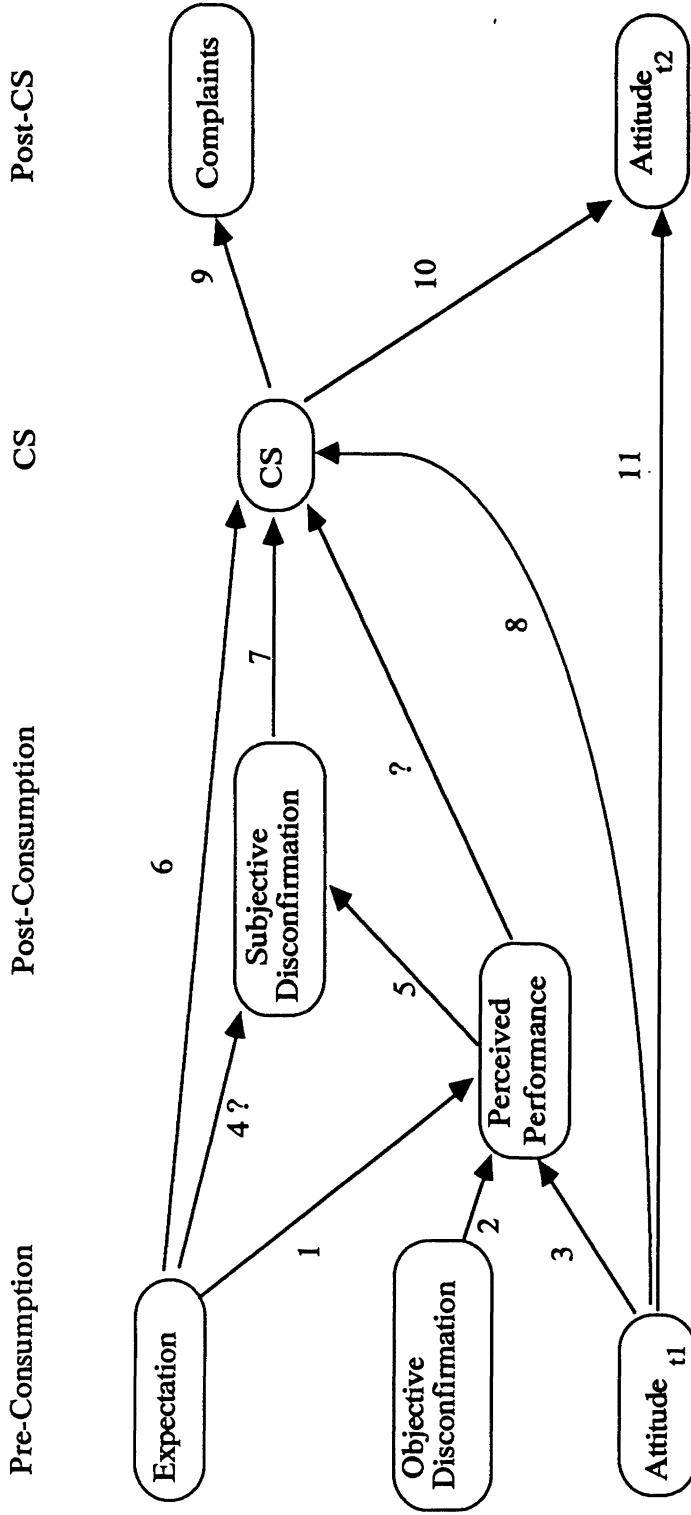 Pre-Consumption
Post-Consumption
CS
Post-CS
Expectation
Objective
Disconfirmation
Attitude t1
Perceived
Performance
Subjective
Disconfirmation
CS
Complaints
Attitude t2
1
2
3
4 ?
5
6
7
?
8
9
10
11